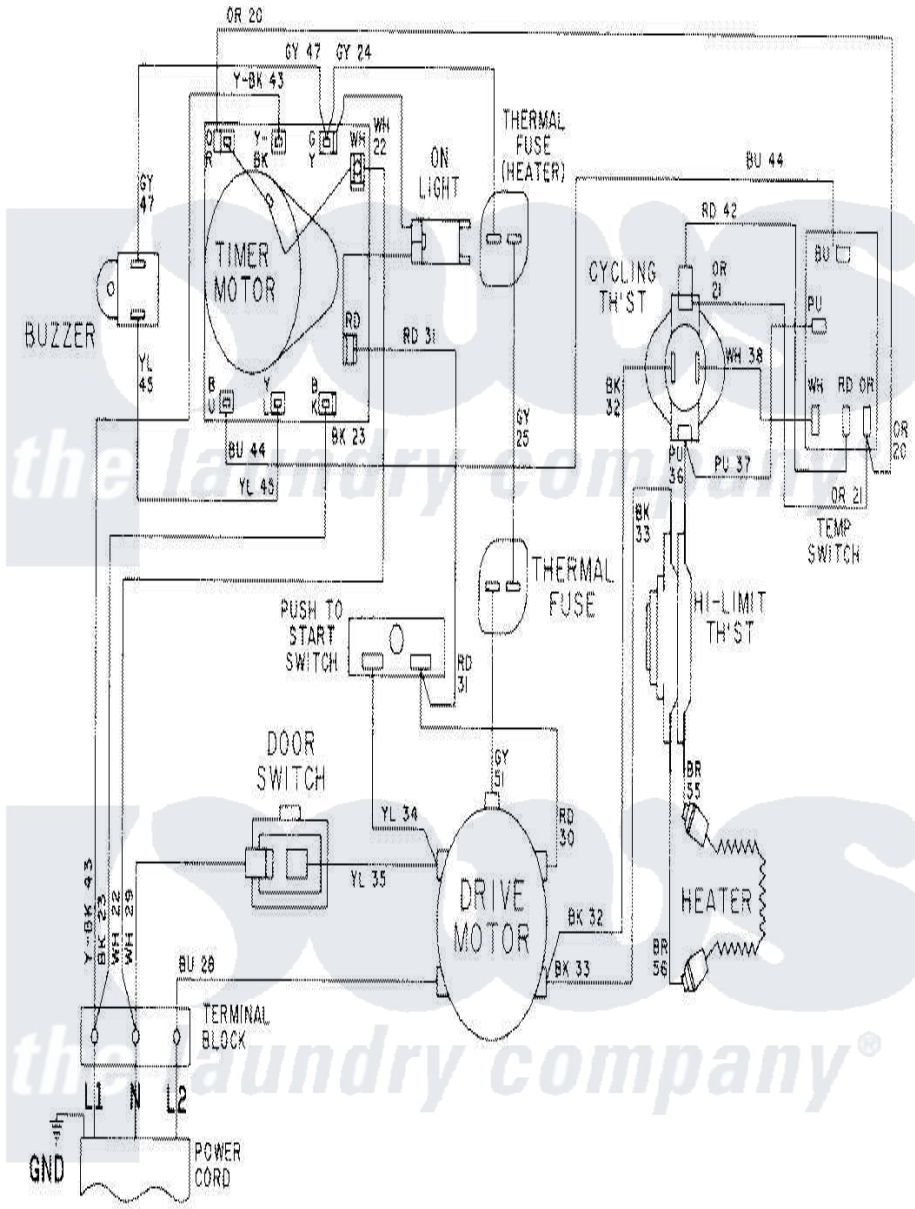 OR 20
GY 47
GY 24
Y-BK 43
O
R
Y-
BK
G
Y
WH
WH
22
ON
LIGHT
THERMAL
FUSE
(HEATER)
BU 44
GY
47
RD 42
TIMER
MOTOR
CYCLING
TH'ST
OR
21
BU
PU
BUZZER
RD
RD 31
WH 38
YL
45
BK
32
WH
RD
OR
B
U
Y
L
B
K
GY
25
BU 44
BK 23
YL 45
PU
36
PU 37
OR
20
the laundry company
BK
33
OR 21
TEMP
SWITCH
THERMAL
FUSE
HI-LIMIT
TH'ST
PUSH TO
START
SWITCH
RD
31
DOOR
SWITCH
GY
51
BR
55
YL 34
RD
30
YL 35
DRIVE
MOTOR
HEATER
Y-BK 43
BK 23
WH 22
WH 29
BK 32
BU 28
BK 33
BR
56
TERMINAL
BLOCK
the laundry company®
L1
N
L2
GND
POWER
CORD